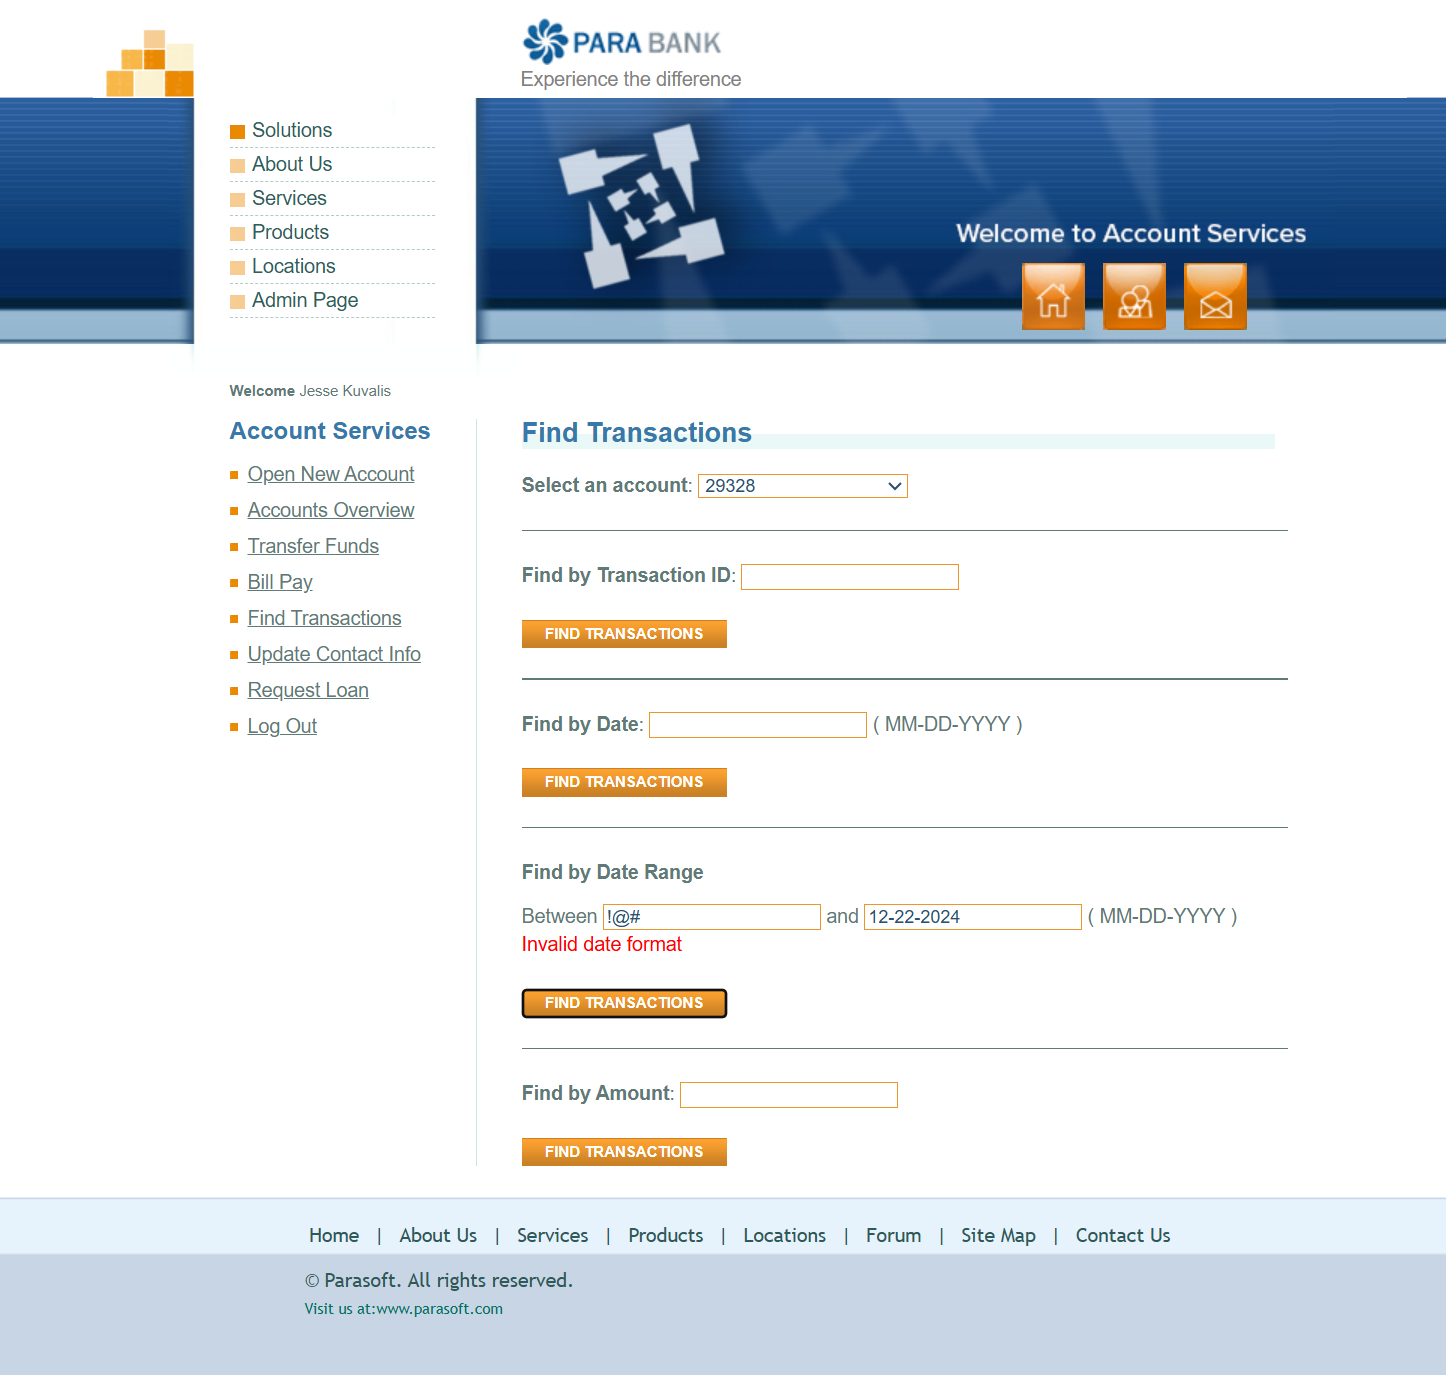 PARA BANK
Experience the difference
Solutions
About Us
Services
Products
Locations
Admin Page
Welcome to Account Services
Welcome Jesse Kuvalis
Account Services
Open New Account
Accounts Overview
Transfer Funds
Bill Pay
Find Transactions
Update Contact Info
Request Loan
Log Out
Find Transactions
Select an account: 29328
Find by Transaction ID:
FIND TRANSACTIONS
Find by Date: ( MM-DD-YYYY )
FIND TRANSACTIONS
Find by Date Range
Between !@# and 12-22-2024 ( MM-DD-YYYY )
Invalid date format
FIND TRANSACTIONS
Find by Amount:
FIND TRANSACTIONS
Home | About Us | Services | Products | Locations | Forum | Site Map | Contact Us
© Parasoft. All rights reserved.
Visit us at:www.parasoft.com